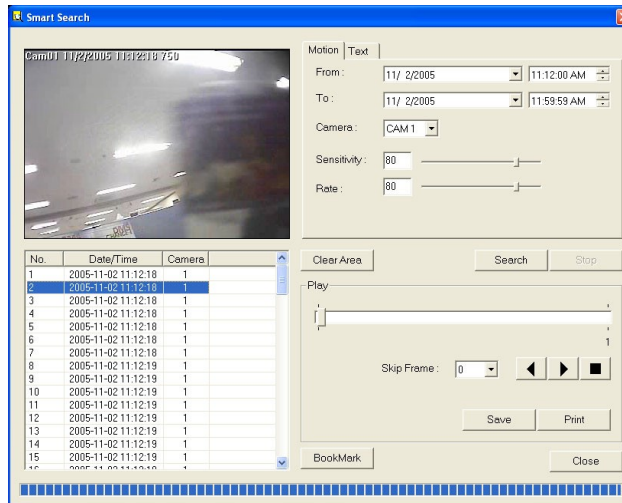 Smart Search
Cam01 11/2/2005 11:12:18 750
Motion Text
From : 11/ 2/2005 11:12:00 AM
To : 11/ 2/2005 11:59:59 AM
Camera : CAM 1
Sensitivity : 80
Rate : 80
Clear Area Search Stop
No. Date/Time Camera
1 2005-11-02 11:12:18 1
2 2005-11-02 11:12:18 1
3 2005-11-02 11:12:18 1
4 2005-11-02 11:12:18 1
5 2005-11-02 11:12:18 1
6 2005-11-02 11:12:18 1
7 2005-11-02 11:12:18 1
8 2005-11-02 11:12:19 1
9 2005-11-02 11:12:19 1
10 2005-11-02 11:12:19 1
11 2005-11-02 11:12:19 1
12 2005-11-02 11:12:19 1
13 2005-11-02 11:12:19 1
14 2005-11-02 11:12:19 1
15 2005-11-02 11:12:19 1
Play
1
Skip Frame : 0
Save Print
BookMark
Close